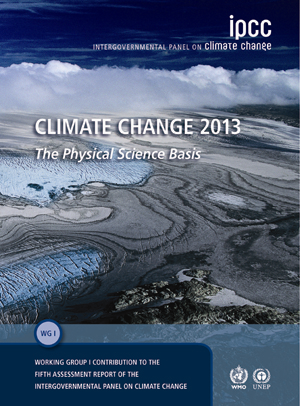 ipcc
INTERGOVERNMENTAL PANEL ON climate change
CLIMATE CHANGE 2013
The Physical Science Basis
WG I
WORKING GROUP I CONTRIBUTION TO THE
FIFTH ASSESSMENT REPORT OF THE
INTERGOVERNMENTAL PANEL ON CLIMATE CHANGE
WMO UNEP